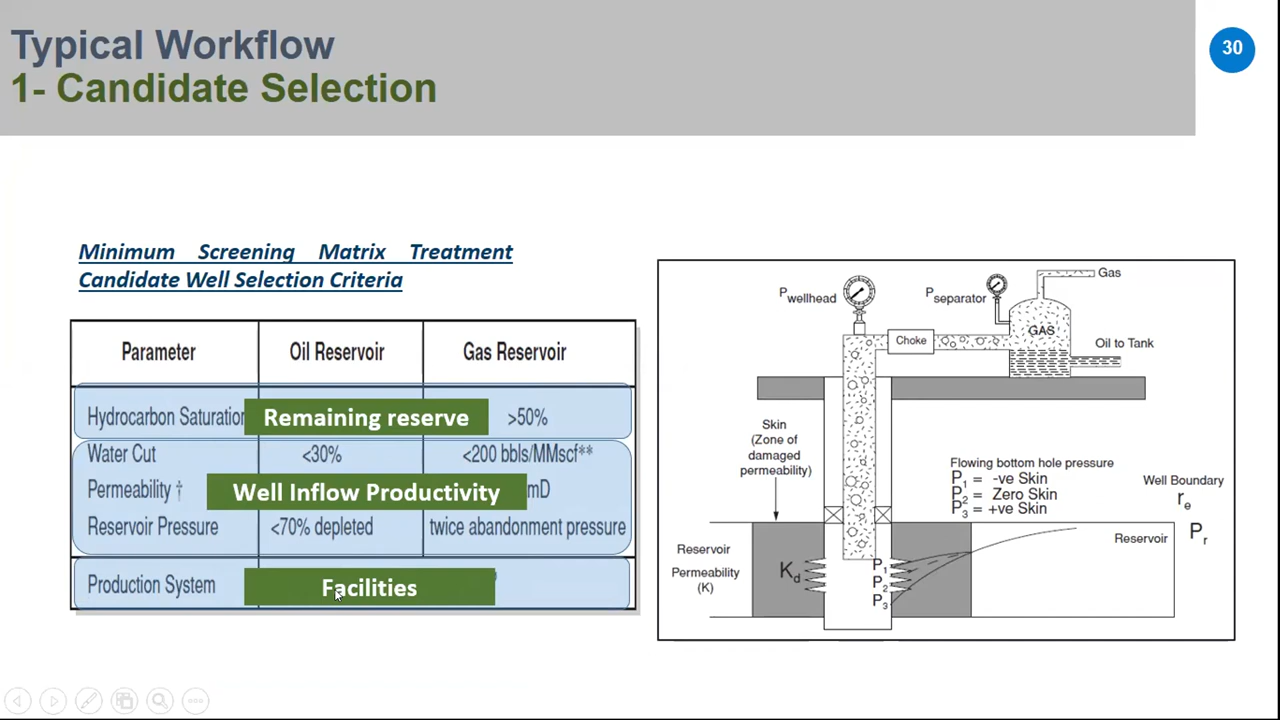 Typical Workflow
1- Candidate Selection
30
Minimum Screening Matrix Treatment
Candidate Well Selection Criteria
Parameter Oil Reservoir Gas Reservoir
Hydrocarbon Saturation Remaining reserve >50%
Water Cut <30% <200 bbls/MMscf**
Permeability † Well Inflow Productivity mD
Reservoir Pressure <70% depleted twice abandonment pressure
Production System Facilities
P wellhead
P separator
Gas
GAS
Choke
Oil to Tank
Skin
(Zone of
damaged
permeability)
Flowing bottom hole pressure
P1 = -ve Skin
P2 = Zero Skin
P3 = +ve Skin
Well Boundary
re
Pr
Reservoir
Reservoir
Permeability
(K)
Kd
P1
P2
P3